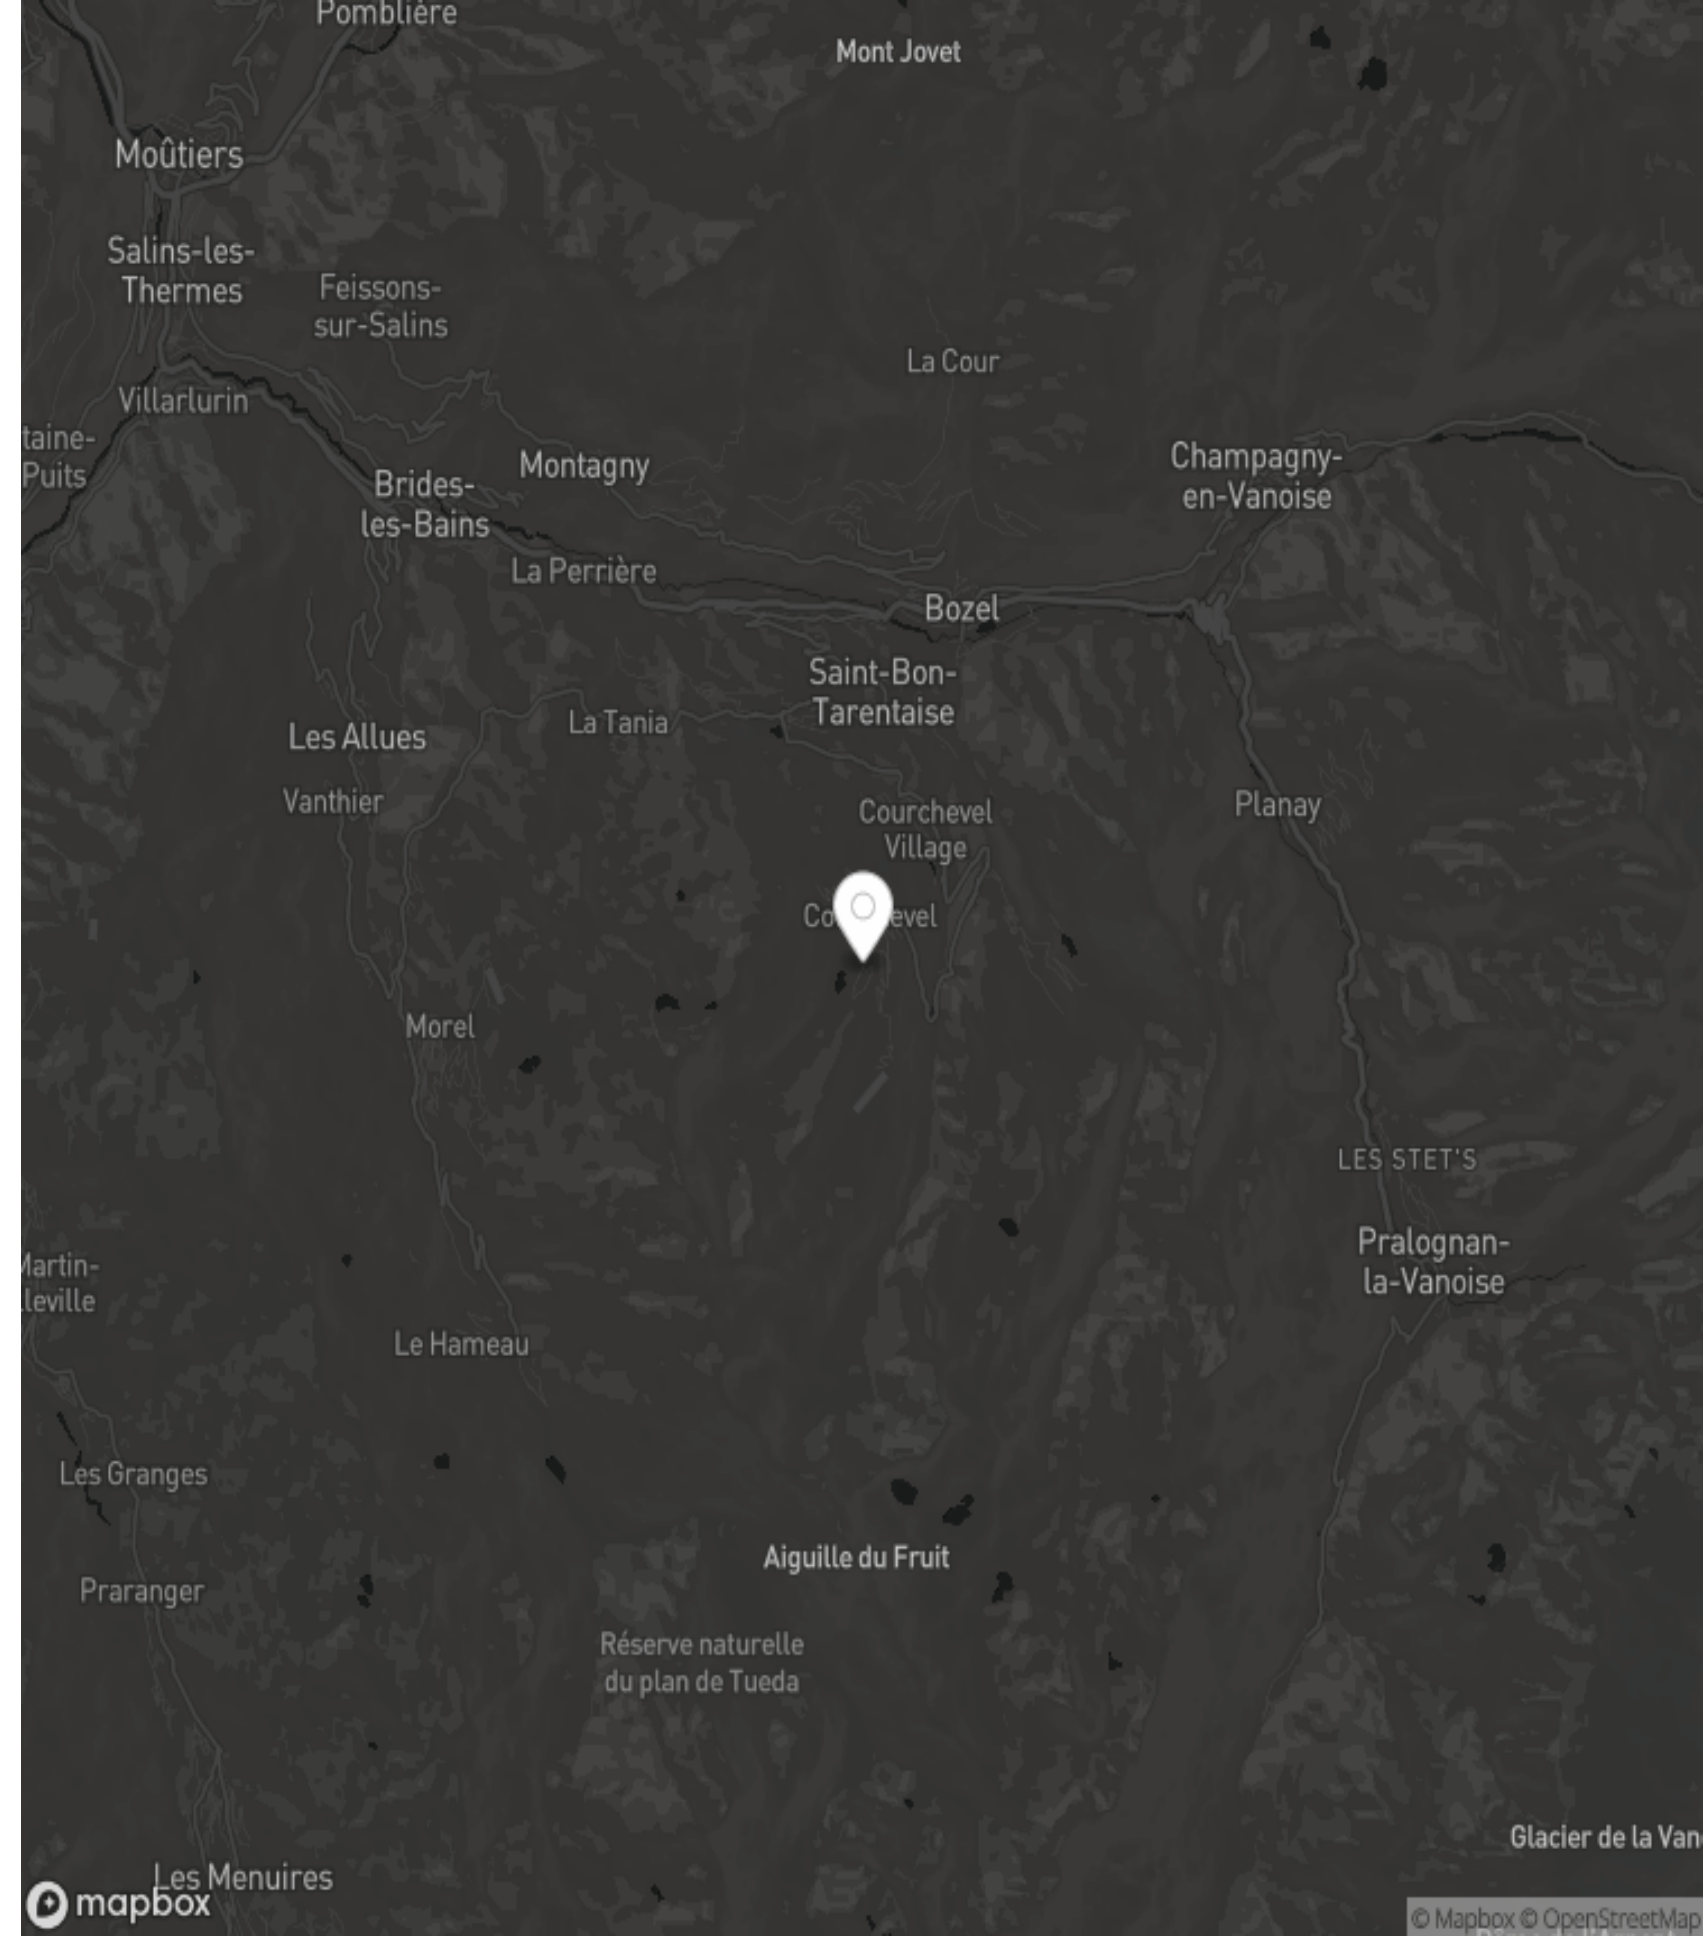 Pomblière
Mont Jovet
Moûtiers
Salins-les-
Thermes
Feissons-
sur-Salins
La Cour
Villarlurin
taine-
Puits
Montagny
Champagny-
en-Vanoise
Brides-
les-Bains
La Perrière
Bozel
Saint-Bon-
Tarentaise
La Tania
Les Allues
Vanthier
Courchevel
Village
Planay
Co evel
Morel
LES STET'S
Pralognan-
la-Vanoise
Martin-
lleville
Le Hameau
Les Granges
Aiguille du Fruit
Praranger
Réserve naturelle
du plan de Tueda
Glacier de la Van
Les Menuires
mapbox
© Mapbox © OpenStreetMap